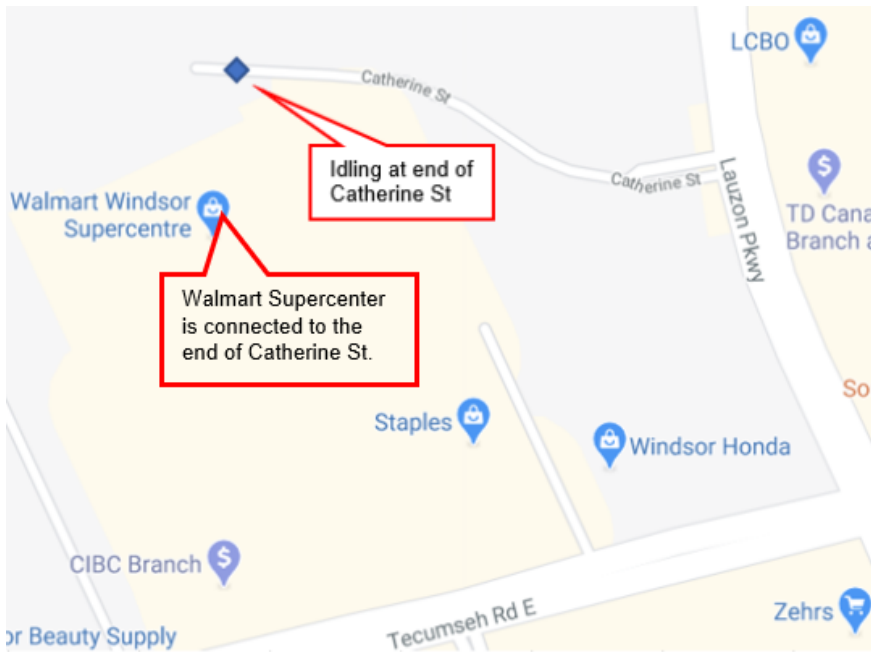 LCBO
Catherine St
Idling at end of
Catherine St
Catherine St
Lauzon Pkwy
TD Cana
Branch a
Walmart Windsor
Supercentre
Walmart Supercenter
is connected to the
end of Catherine St.
So
Staples
Windsor Honda
CIBC Branch
Zehrs
Tecumseh Rd E
or Beauty Supply